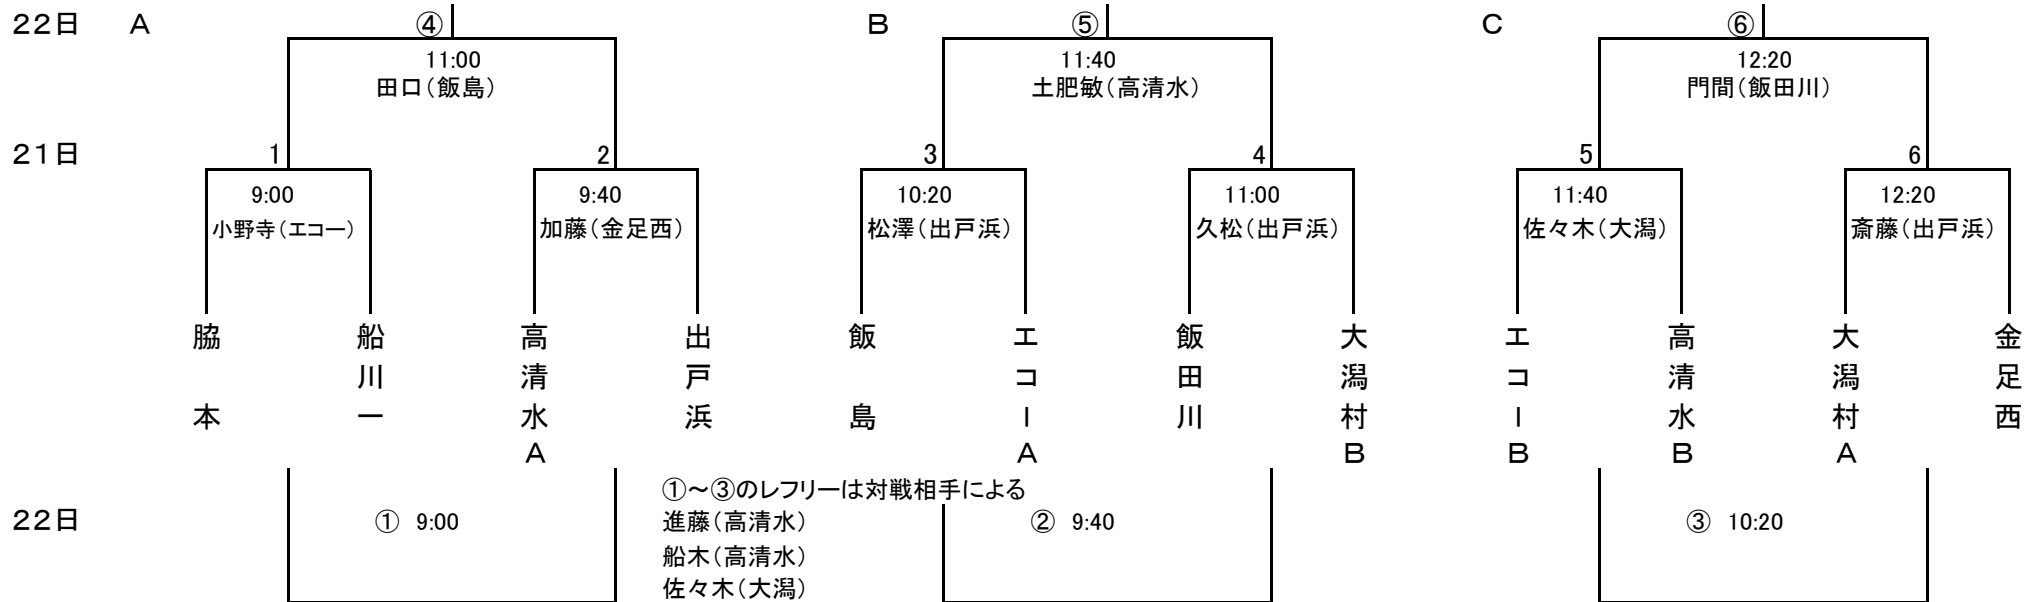 22日 A ④ B ⑤ C ⑥
11:00 11:40 12:20
田口(飯島) 土肥敏(高清水) 門間(飯田川)
21日 1 2 3 4 5 6
9:00 9:40 10:20 11:00 11:40 12:20
小野寺(エコー) 加藤(金足西) 松澤(出戸浜) 久松(出戸浜) 佐々木(大潟) 斎藤(出戸浜)
脇本
船川一
高清水A
出戸浜
飯島
エコーA
飯田川
大潟村B
エコーB
高清水B
大潟村A
金足西
①~③のレフリーは対戦相手による
22日 ① 9:00 進藤(高清水) ② 9:40 ③ 10:20
船木(高清水)
佐々木(大潟)